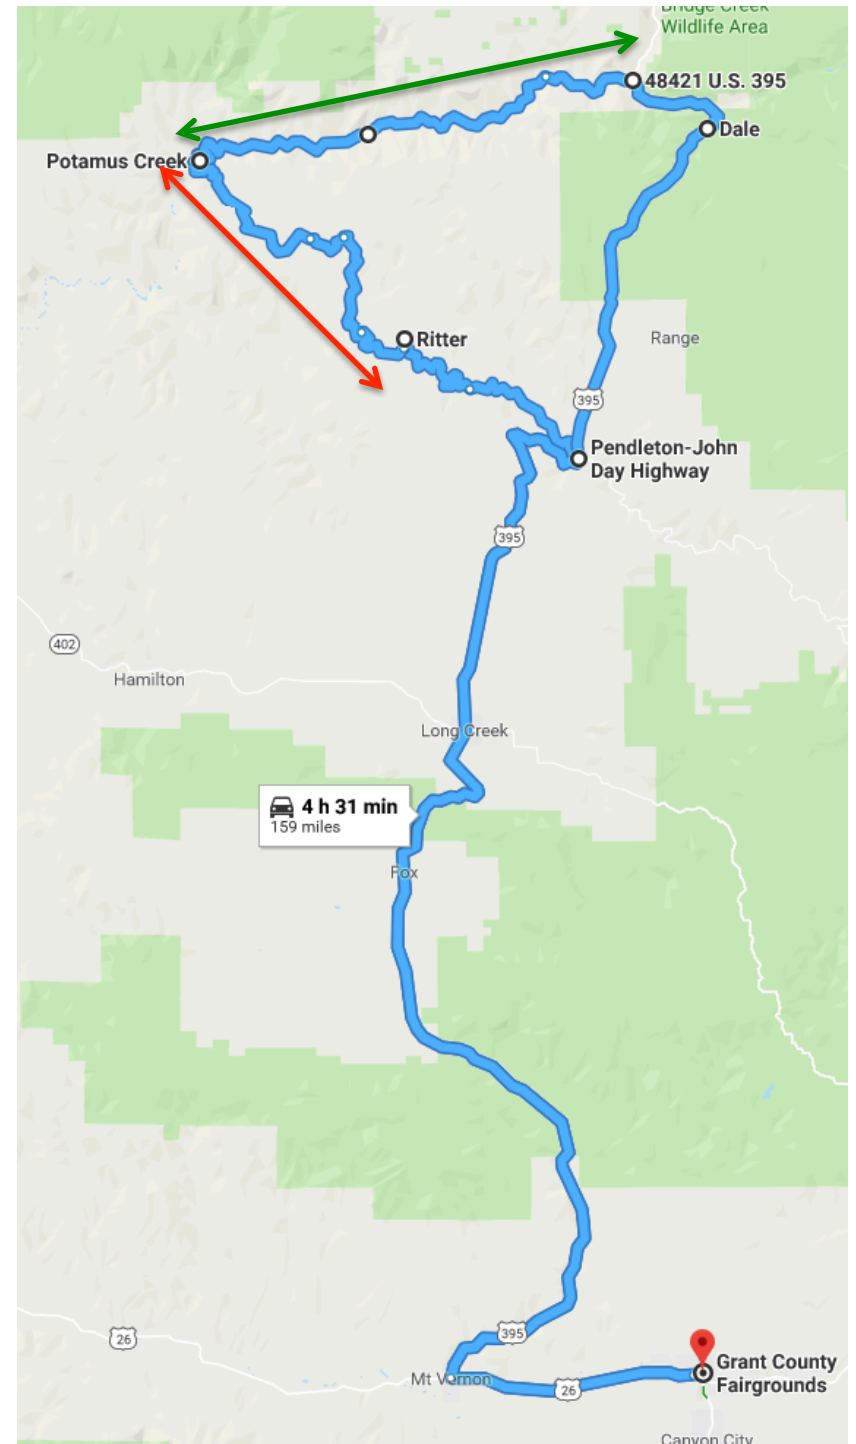 Bridge Creek
Wildlife Area
48421 U.S. 395
Dale
Potamus Creek
Ritter
Range
395
Pendleton-John
Day Highway
395
402
Hamilton
Long Creek
4 h 31 min
159 miles
Fox
395
26
Grant County
Fairgrounds
Mt Vernon
26
Canyon City